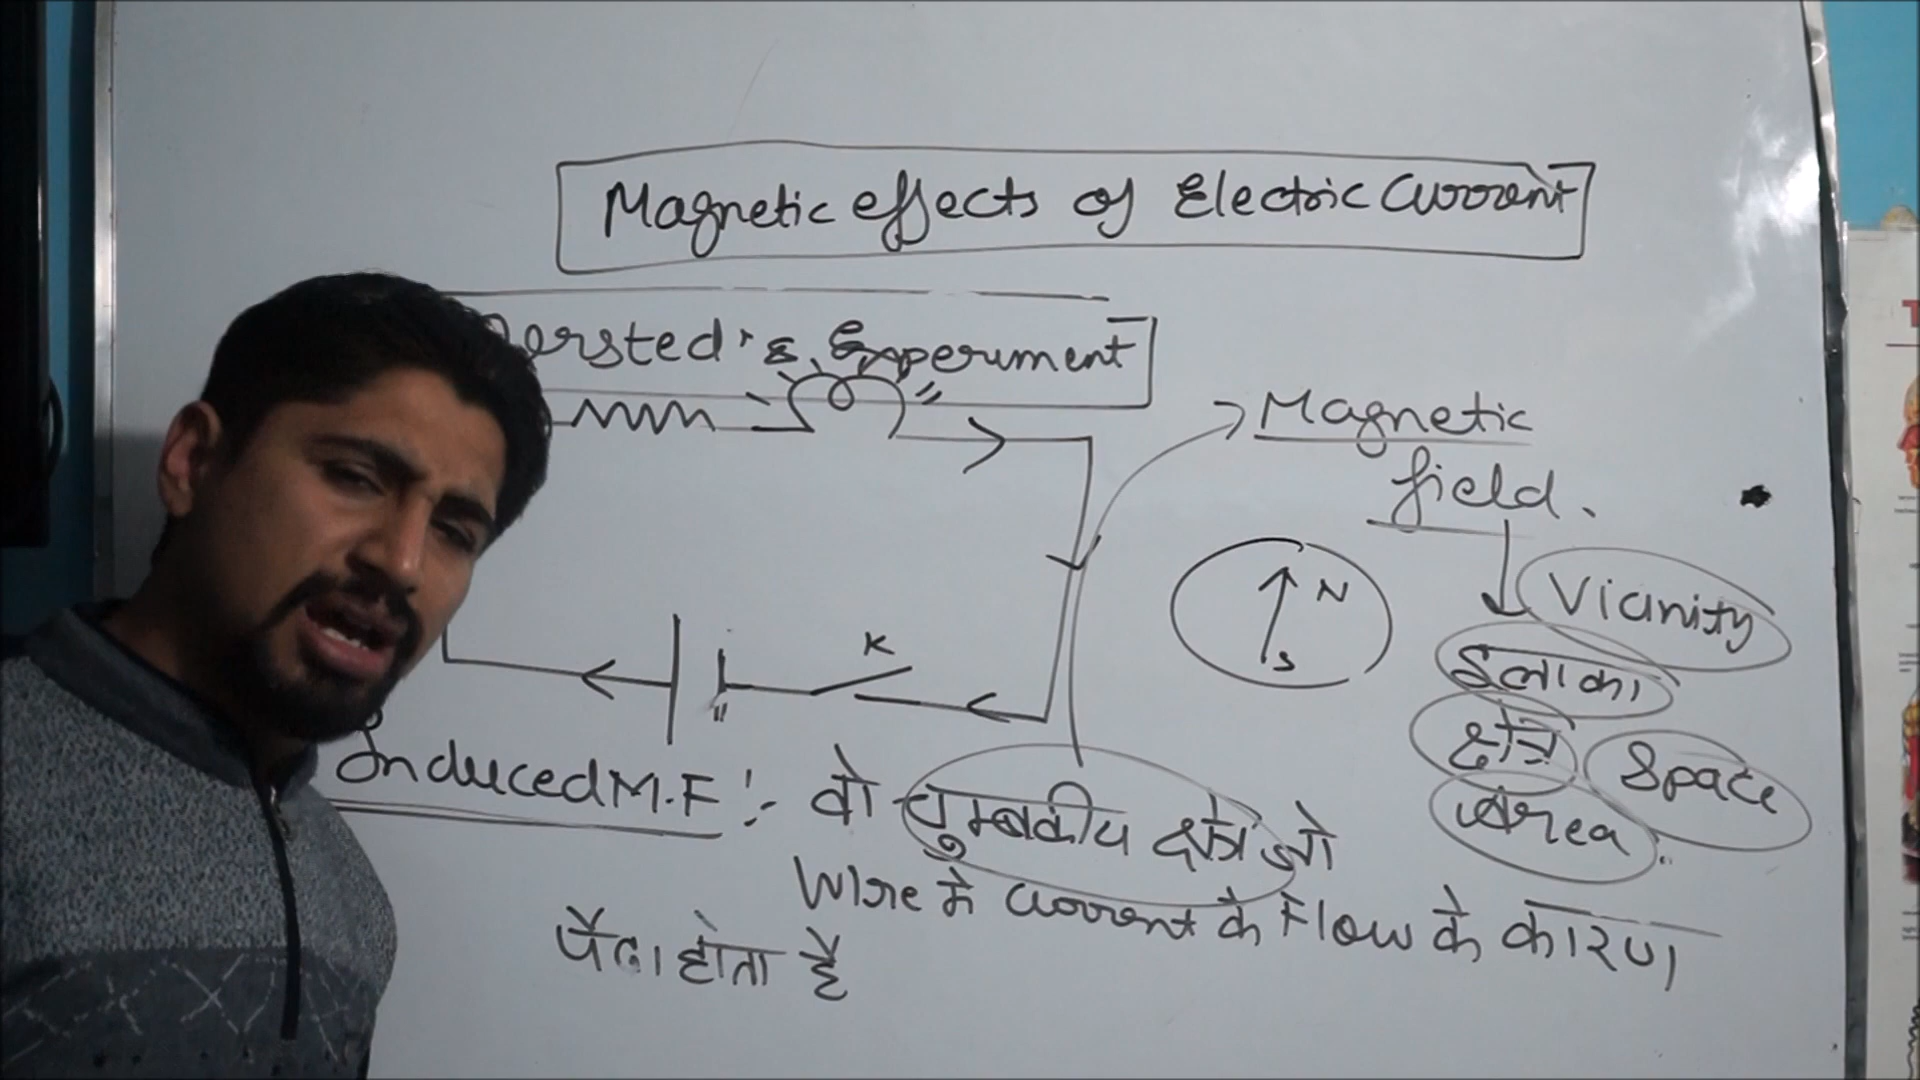 Magnetic effects of Electric Current
oersted's Experiment
Magnetic
field.
N
S
Vicinity
K
इलाका
क्षेत्र Space
Area
Induced M.F :- वो चुम्बकीय क्षेत्र जो
Wire में current के Flow के कारण
पैदा होता है